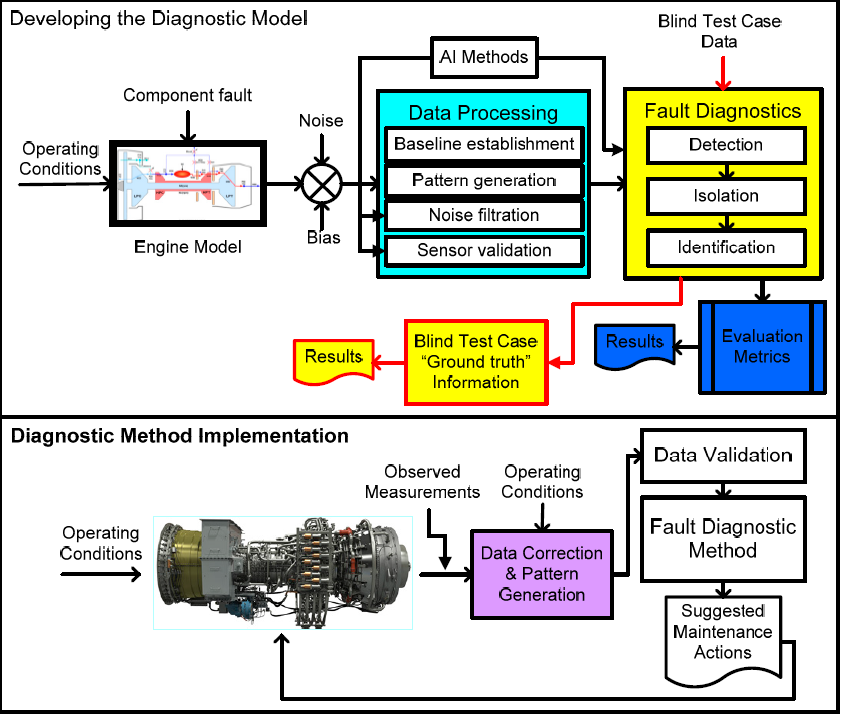 Developing the Diagnostic Model
Blind Test Case
Data
AI Methods
Component fault
Noise
Data Processing
Fault Diagnostics
Baseline establishment
Detection
Operating
Conditions
Pattern generation
Isolation
Noise filtration
Bias
Engine Model
Sensor validation
Identification
Results
Blind Test Case
“Ground truth”
Information
Results
Evaluation
Metrics
Diagnostic Method Implementation
Data Validation
Observed
Measurements
Operating
Conditions
Operating
Conditions
Fault Diagnostic
Method
Data Correction
& Pattern
Generation
Suggested
Maintenance
Actions